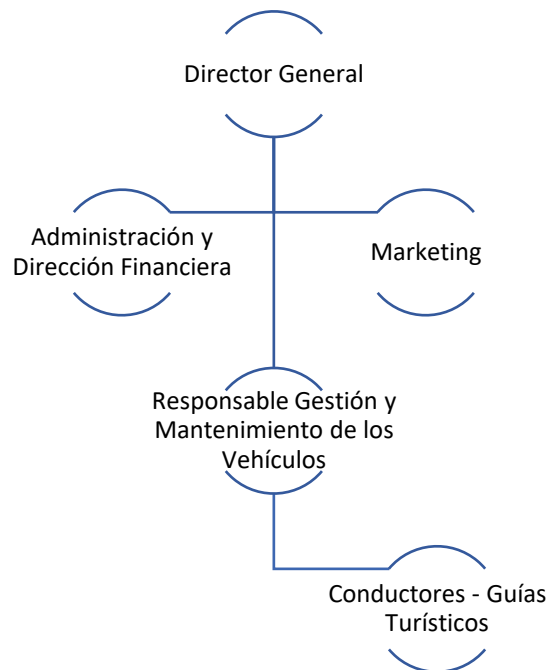 Director General
Administración y
Dirección Financiera
Marketing
Responsable Gestión y
Mantenimiento de los
Vehículos
Conductores - Guías
Turísticos